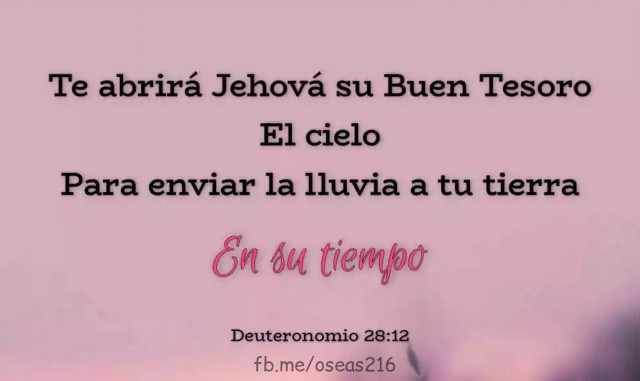 Te abrirá Jehová su Buen Tesoro
El cielo
Para enviar la lluvia a tu tierra
En su tiempo
Deuteronomio 28:12
fb.me/oseas216